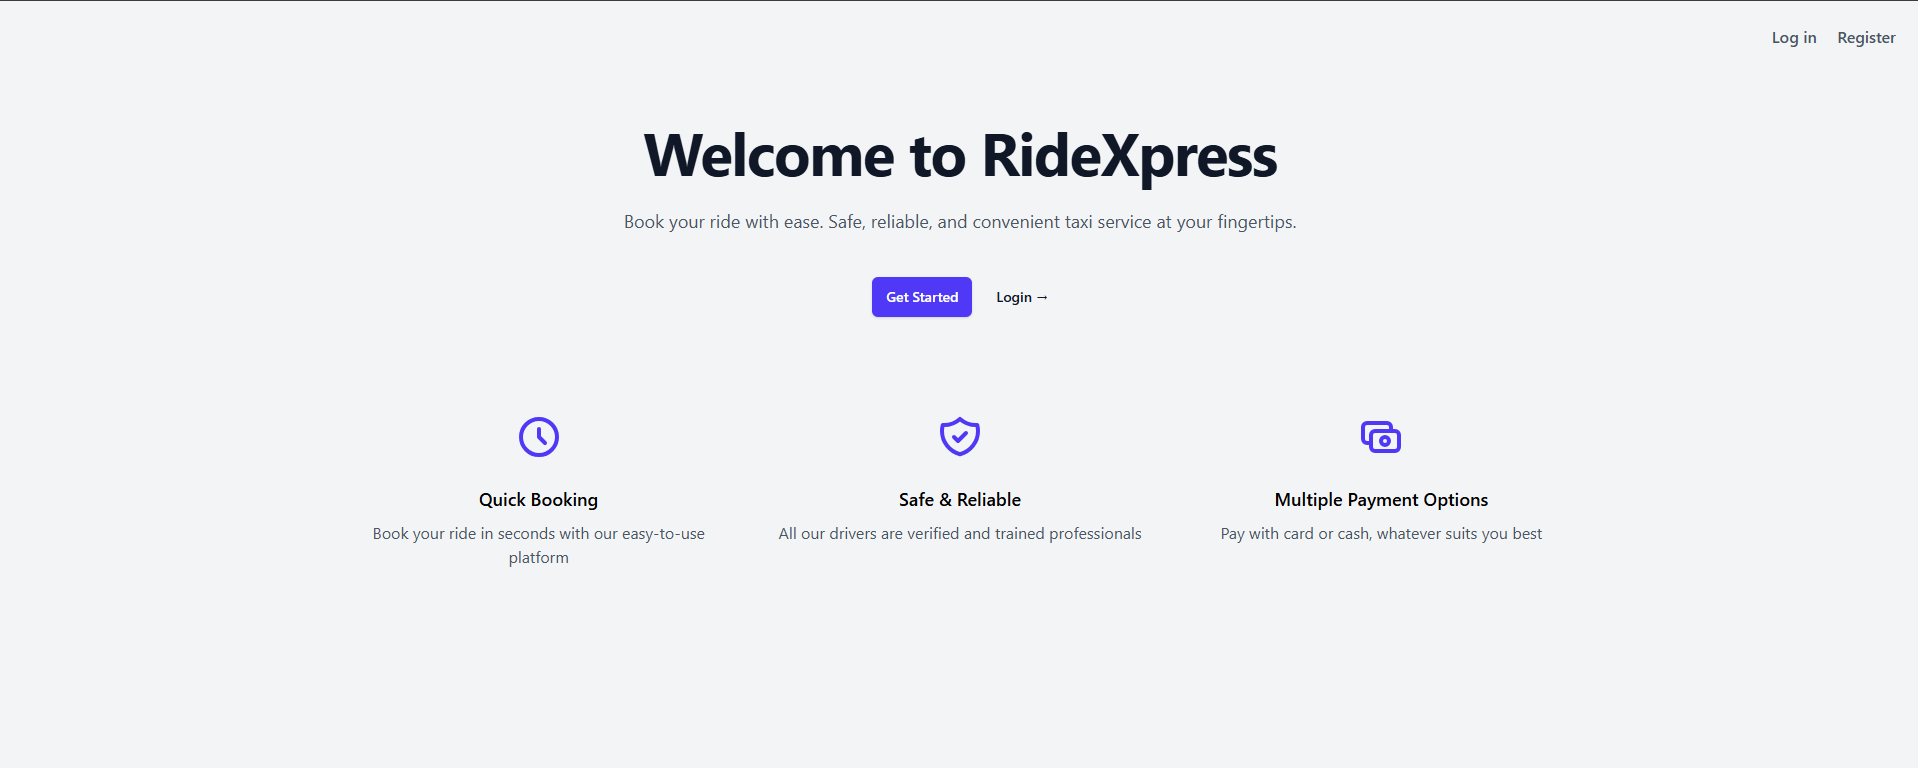 Log in Register
Welcome to RideXpress
Book your ride with ease. Safe, reliable, and convenient taxi service at your fingertips.
Get Started Login →
Quick Booking
Book your ride in seconds with our easy-to-use
platform
Safe & Reliable
All our drivers are verified and trained professionals
Multiple Payment Options
Pay with card or cash, whatever suits you best